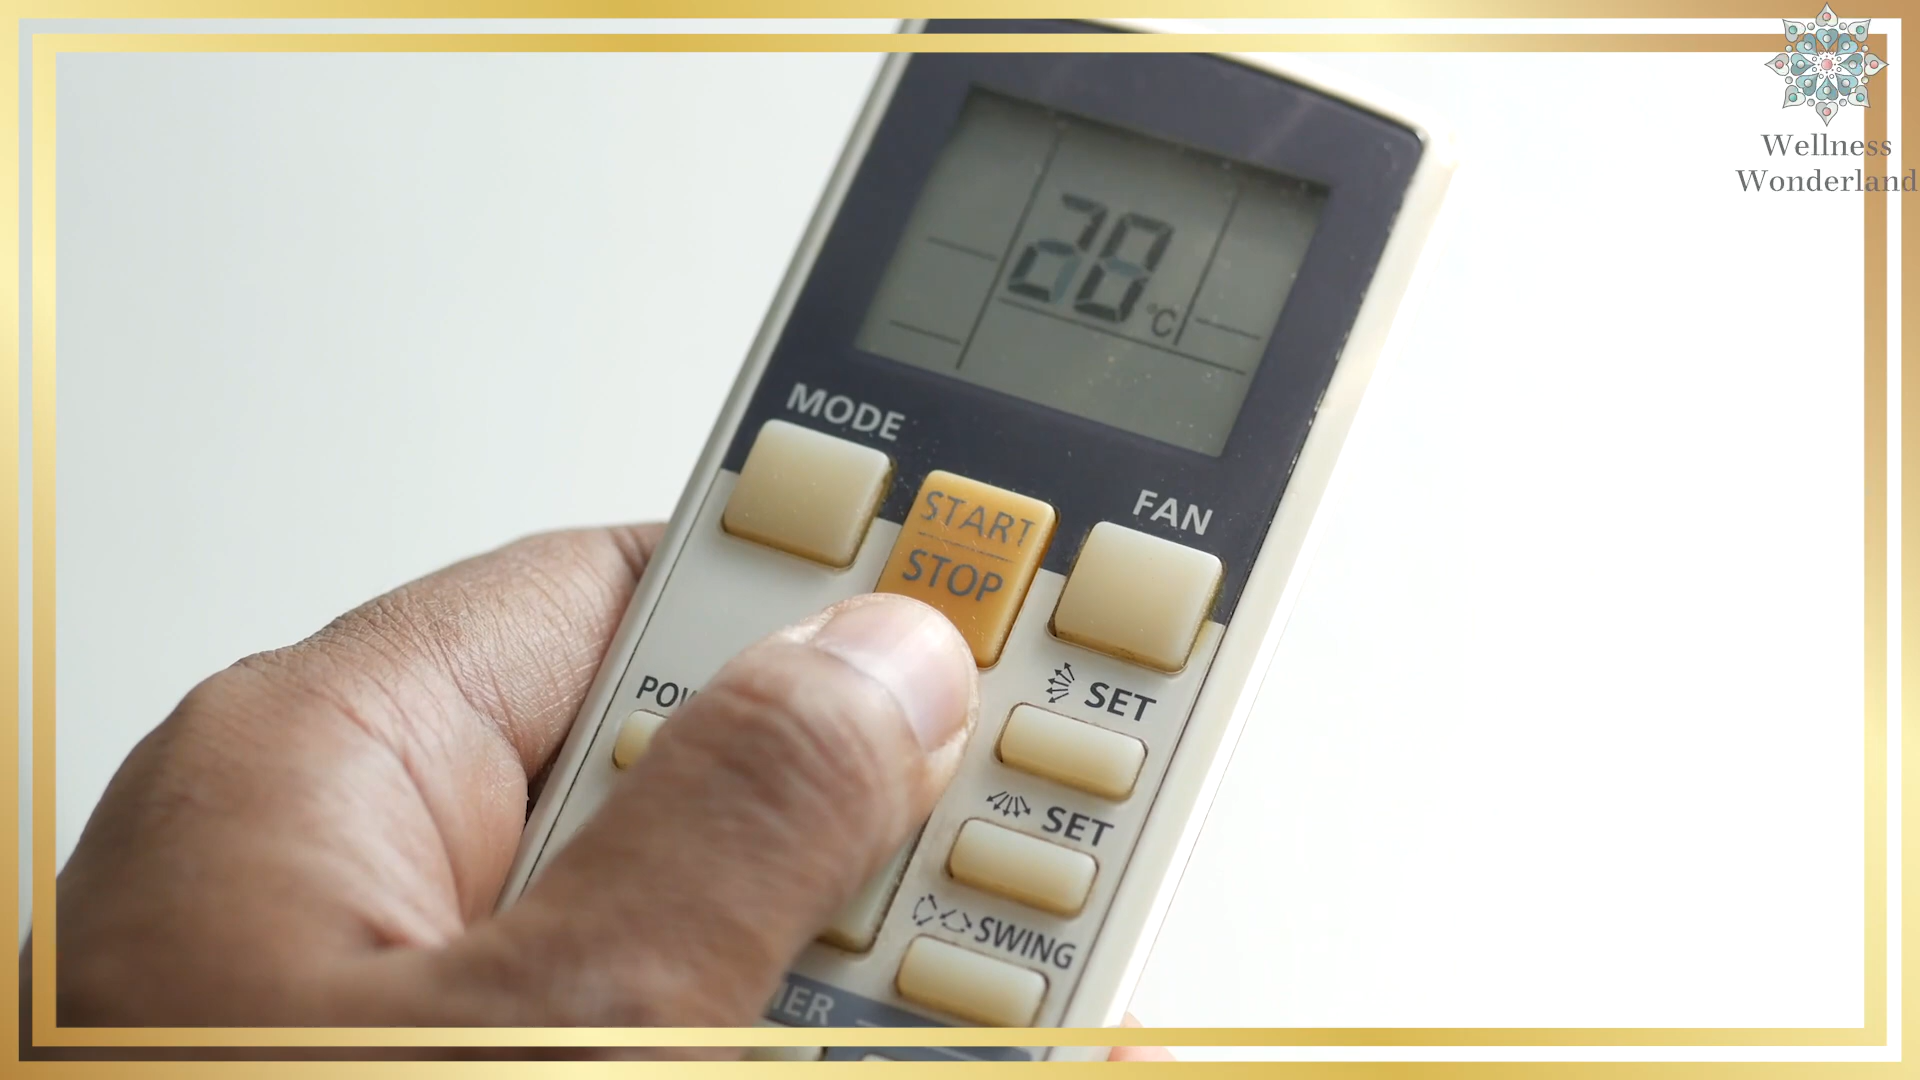 Wellness
Wonderland
28 °C
MODE
START
STOP
FAN
SET
SET
SWING